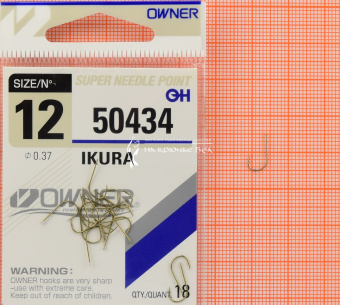 OWNER
SIZE/N°
SUPER NEEDLE POINT
12
50434
Ø 0.37
IKURA
OWNER
WARNING:
OWNER hooks are very sharp
–use with extreme care.
Keep out of reach of children.
QTY./QUANT. 18